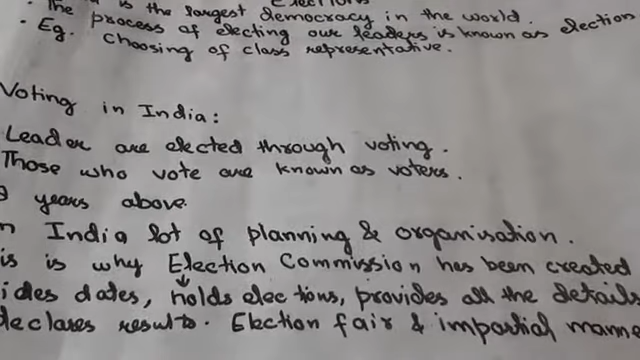 is the largest democracy in the world.
• The process of electing our leaders is known as election
• Eg. choosing of class representative.
Voting in India:
Leader are elected through voting.
Those who vote are known as voters.
years above.
India lot of planning & organisation.
is is why Election Commission has been created
ides dates, holds elections, provides all the details
declares results. Election fair & impartial manne